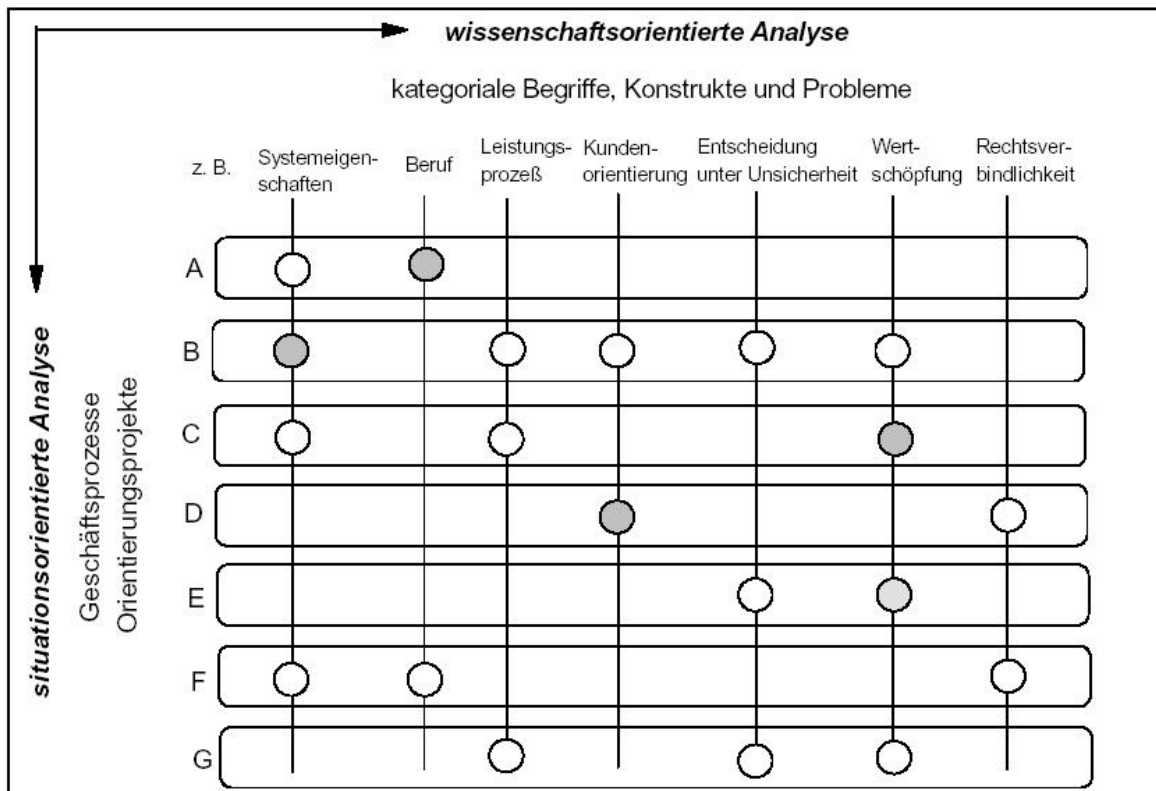 wissenschaftsorientierte Analyse
kategoriale Begriffe, Konstrukte und Probleme
z. B.
Systemeigen-
schaften
Beruf
Leistungs-
prozeß
Kunden-
orientierung
Entscheidung
unter Unsicherheit
Wert-
schöpfung
Rechtsver-
bindlichkeit
situationsorientierte Analyse
Geschäftsprozesse
Orientierungsprojekte
A
B
C
D
E
F
G